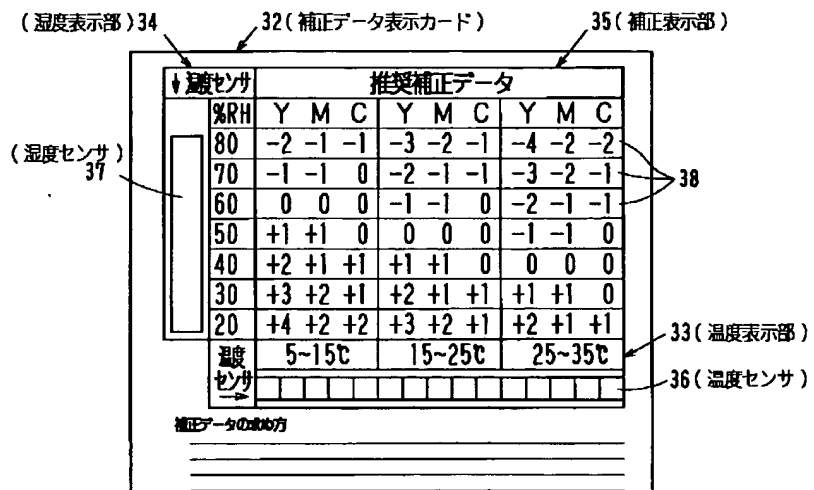 (湿度表示部)34
32(補正データ表示カード)
35(補正表示部)
↓湿度センサ 推奨補正データ
%RH Y M C Y M C Y M C
80 -2 -1 -1 -3 -2 -1 -4 -2 -2
70 -1 -1 0 -2 -1 -1 -3 -2 -1
60 0 0 0 -1 -1 0 -2 -1 -1
50 +1 +1 0 0 0 0 -1 -1 0
40 +2 +1 +1 +1 +1 0 0 0 0
30 +3 +2 +1 +2 +1 +1 +1 +1 0
20 +4 +2 +2 +3 +2 +1 +2 +1 +1
(湿度センサ)
37
38
温度 5~15℃ 15~25℃ 25~35℃
センサ
→
33(温度表示部)
36(温度センサ)
補正データの求め方